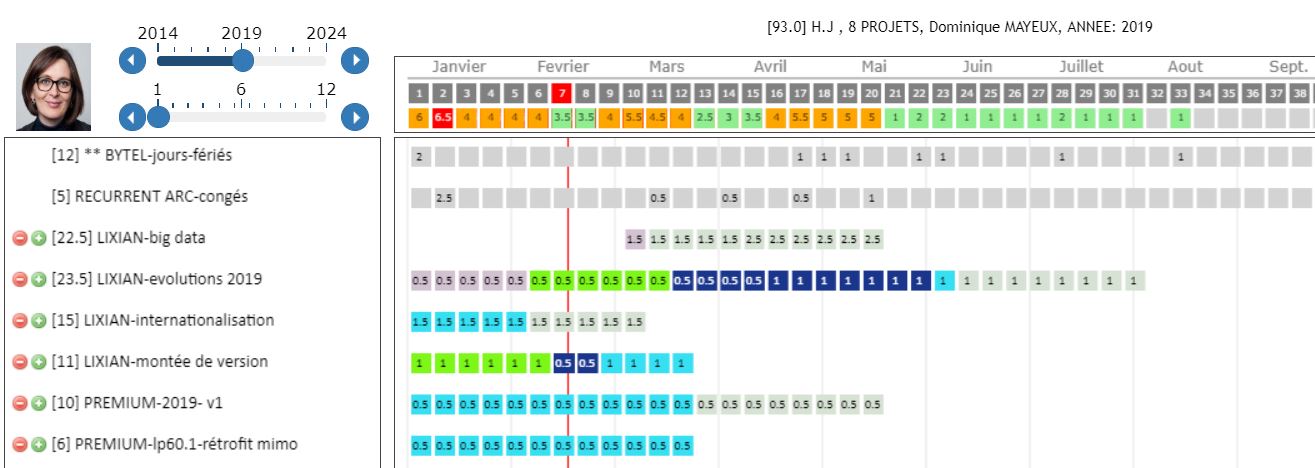 [93.0] H.J , 8 PROJETS, Dominique MAYEUX, ANNEE: 2019
2014 2019 2024
1 6 12
Janvier Fevrier Mars Avril Mai Juin Juillet Aout Sept.
1 2 3 4 5 6 7 8 9 10 11 12 13 14 15 16 17 18 19 20 21 22 23 24 25 26 27 28 29 30 31 32 33 34 35 36 37 38
6 6.5 4 4 4 4 3.5 3.5 4 5.5 4.5 4 2.5 3 3.5 4 5.5 5 5 5 1 2 2 1 1 1 1 2 1 1 1 1
[12] ** BYTEL-jours-fériés 2 1 1 1 1 1 1 1
[5] RECURRENT ARC-congés 2.5 0.5 0.5 0.5 1
[22.5] LIXIAN-big data 1.5 1.5 1.5 1.5 1.5 2.5 2.5 2.5 2.5 2.5 2.5
[23.5] LIXIAN-evolutions 2019 0.5 0.5 0.5 0.5 0.5 0.5 0.5 0.5 0.5 0.5 0.5 0.5 0.5 0.5 0.5 1 1 1 1 1 1 1 1 1 1 1 1 1 1 1 1
[15] LIXIAN-internationalisation 1.5 1.5 1.5 1.5 1.5 1.5 1.5 1.5 1.5 1.5
[11] LIXIAN-montée de version 1 1 1 1 1 1 0.5 0.5 1 1 1 1
[10] PREMIUM-2019- v1 0.5 0.5 0.5 0.5 0.5 0.5 0.5 0.5 0.5 0.5 0.5 0.5 0.5 0.5 0.5 0.5 0.5 0.5 0.5 0.5
[6] PREMIUM-lp60.1-rétrofit mimo 0.5 0.5 0.5 0.5 0.5 0.5 0.5 0.5 0.5 0.5 0.5 0.5